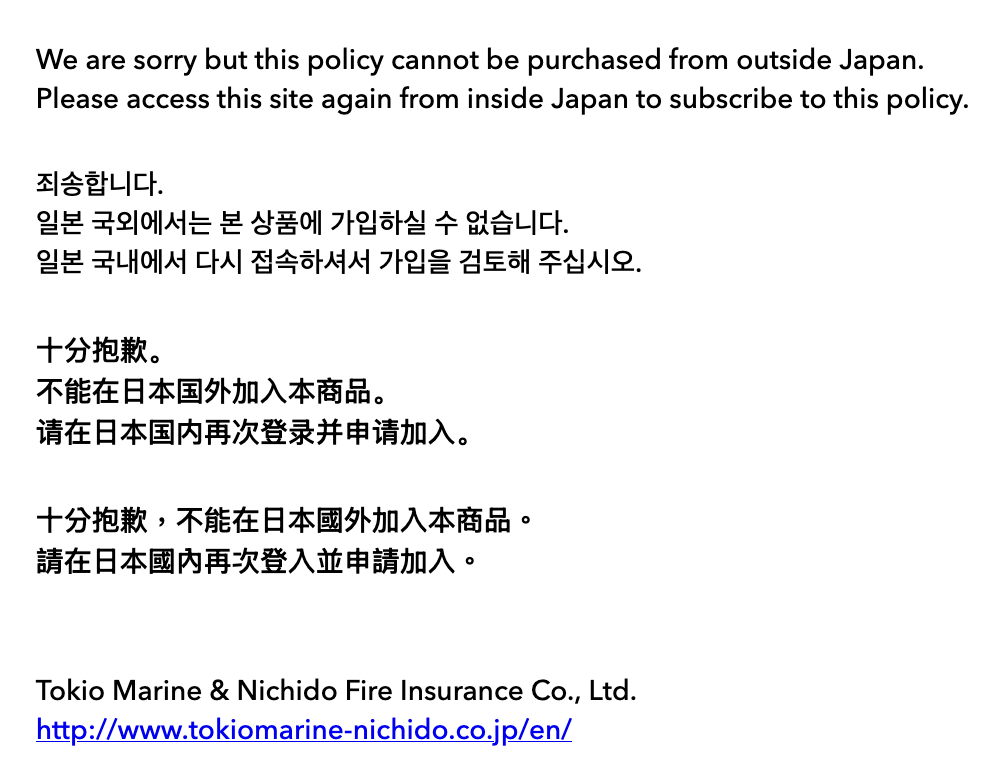 We are sorry but this policy cannot be purchased from outside Japan.
Please access this site again from inside Japan to subscribe to this policy.
죄송합니다.
일본 국외에서는 본 상품에 가입하실 수 없습니다.
일본 국내에서 다시 접속하셔서 가입을 검토해 주십시오.
十分抱歉。
不能在日本国外加入本商品。
请在日本国内再次登录并申请加入。
十分抱歉，不能在日本國外加入本商品。
請在日本國內再次登入並申請加入。
Tokio Marine & Nichido Fire Insurance Co., Ltd.
http://www.tokiomarine-nichido.co.jp/en/